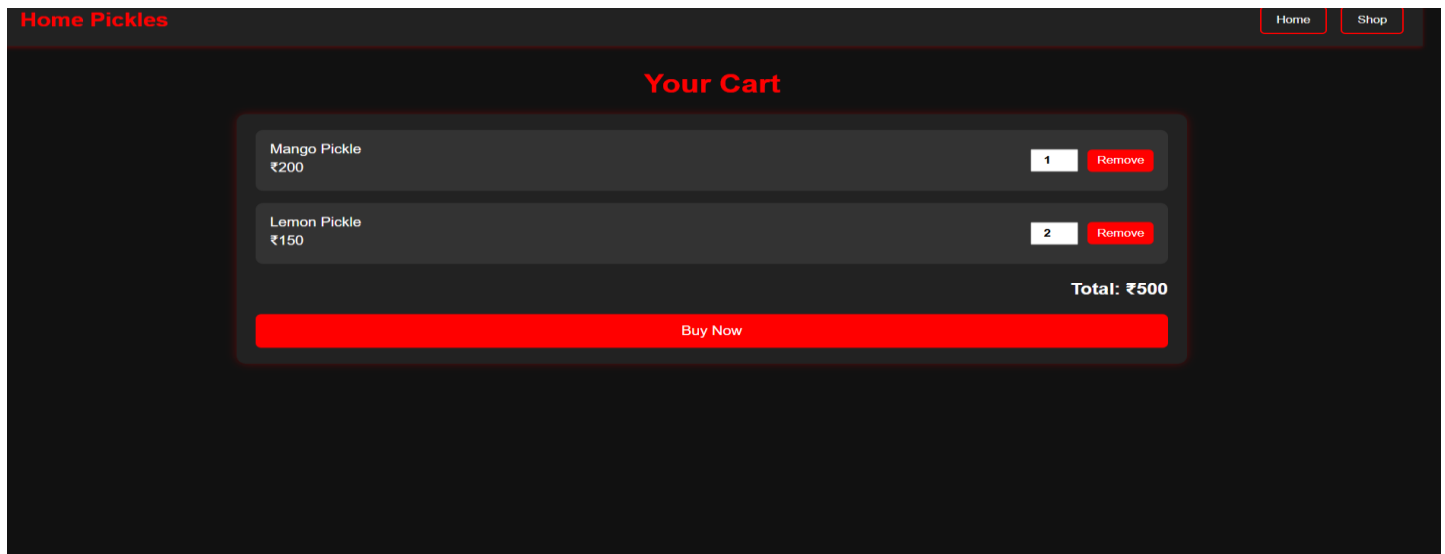 Home Pickles
Home
Shop
Your Cart
Mango Pickle
₹200
1
Remove
Lemon Pickle
₹150
2
Remove
Total: ₹500
Buy Now